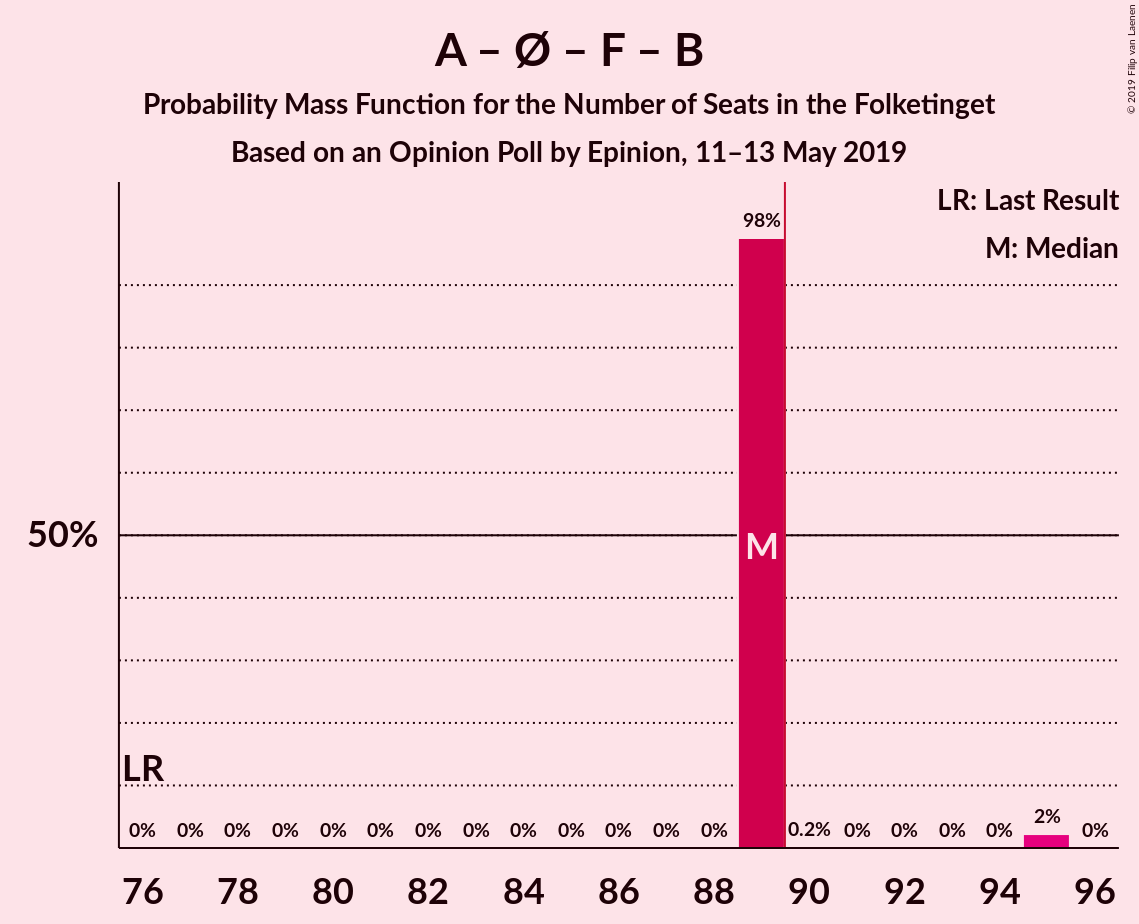 A – Ø – F – B
Probability Mass Function for the Number of Seats in the Folketinget
Based on an Opinion Poll by Epinion, 11–13 May 2019
© 2019 Filip van Laenen
LR: Last Result
M: Median
98%
50%
M
LR
0% 0% 0% 0% 0% 0% 0% 0% 0% 0% 0% 0% 0% 0.2% 0% 0% 0% 0% 2% 0%
76 78 80 82 84 86 88 90 92 94 96